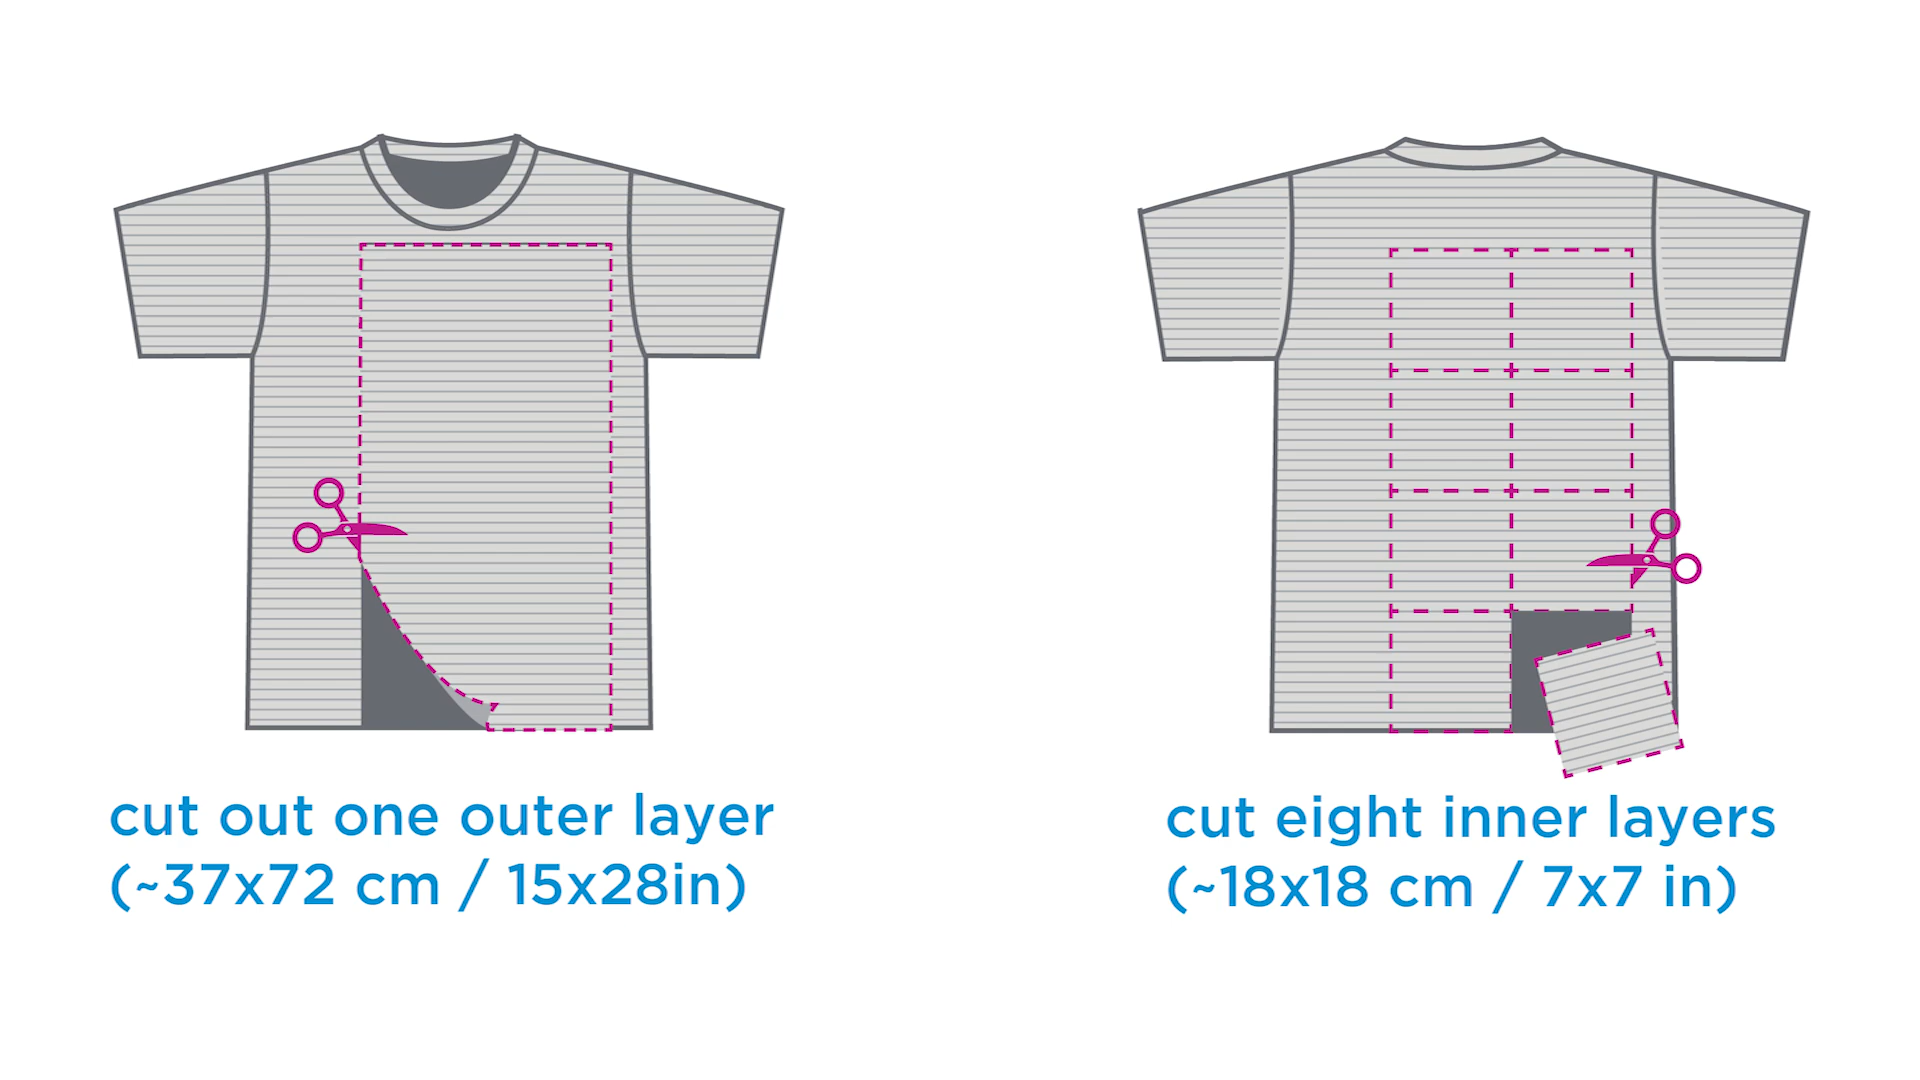 cut out one outer layer
(~37x72 cm / 15x28in)
cut eight inner layers
(~18x18 cm / 7x7 in)